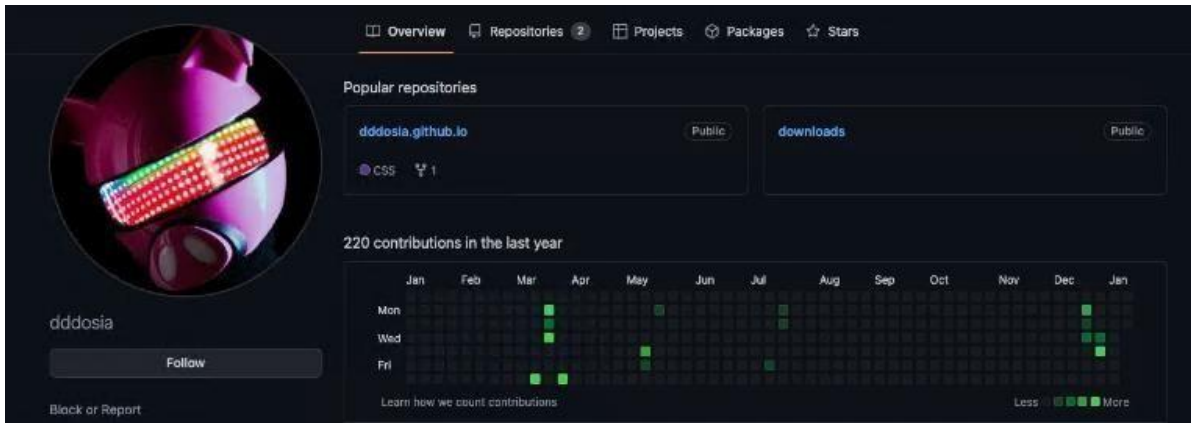 Overview Repositories 2 Projects Packages Stars
Popular repositories
dddosia.github.io Public
downloads Public
CSS 1
220 contributions in the last year
Jan Feb Mar Apr May Jun Jul Aug Sep Oct Nov Dec Jan
Mon
Wed
Fri
Learn how we count contributions
Less More
dddosia
Follow
Block or Report